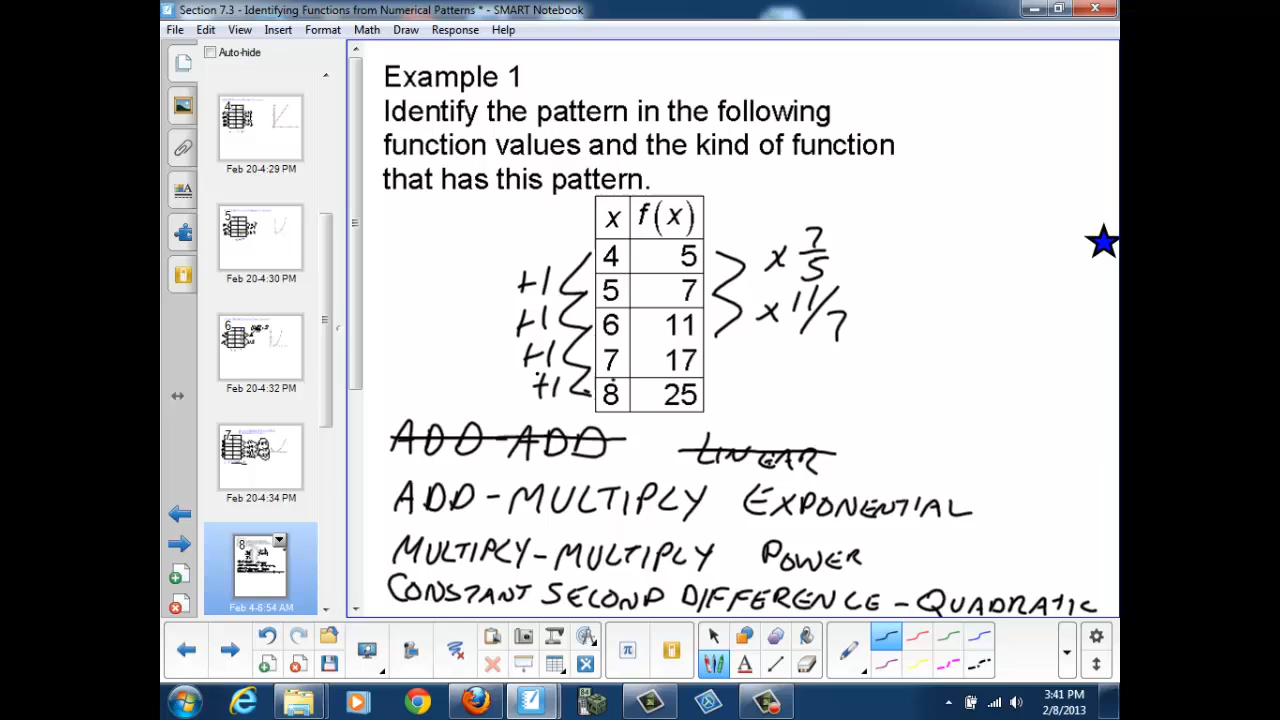 Section 7.3 - Identifying Functions from Numerical Patterns * - SMART Notebook
File Edit View Insert Format Math Draw Response Help
Auto-hide
Example 1
Identify the pattern in the following
function values and the kind of function
that has this pattern.
x f(x)
4 5
5 7
6 11
7 17
8 25
+1
+1
+1
+1
x 7/5
x 11/7
ADD-ADD LINEAR
ADD-MULTIPLY EXPONENTIAL
MULTIPLY-MULTIPLY POWER
CONSTANT SECOND DIFFERENCE - QUADRATIC
4
Feb 20-4:29 PM
5
Feb 20-4:30 PM
6
Feb 20-4:32 PM
7
Feb 20-4:34 PM
8
Feb 4-6:54 AM
3:41 PM
2/8/2013